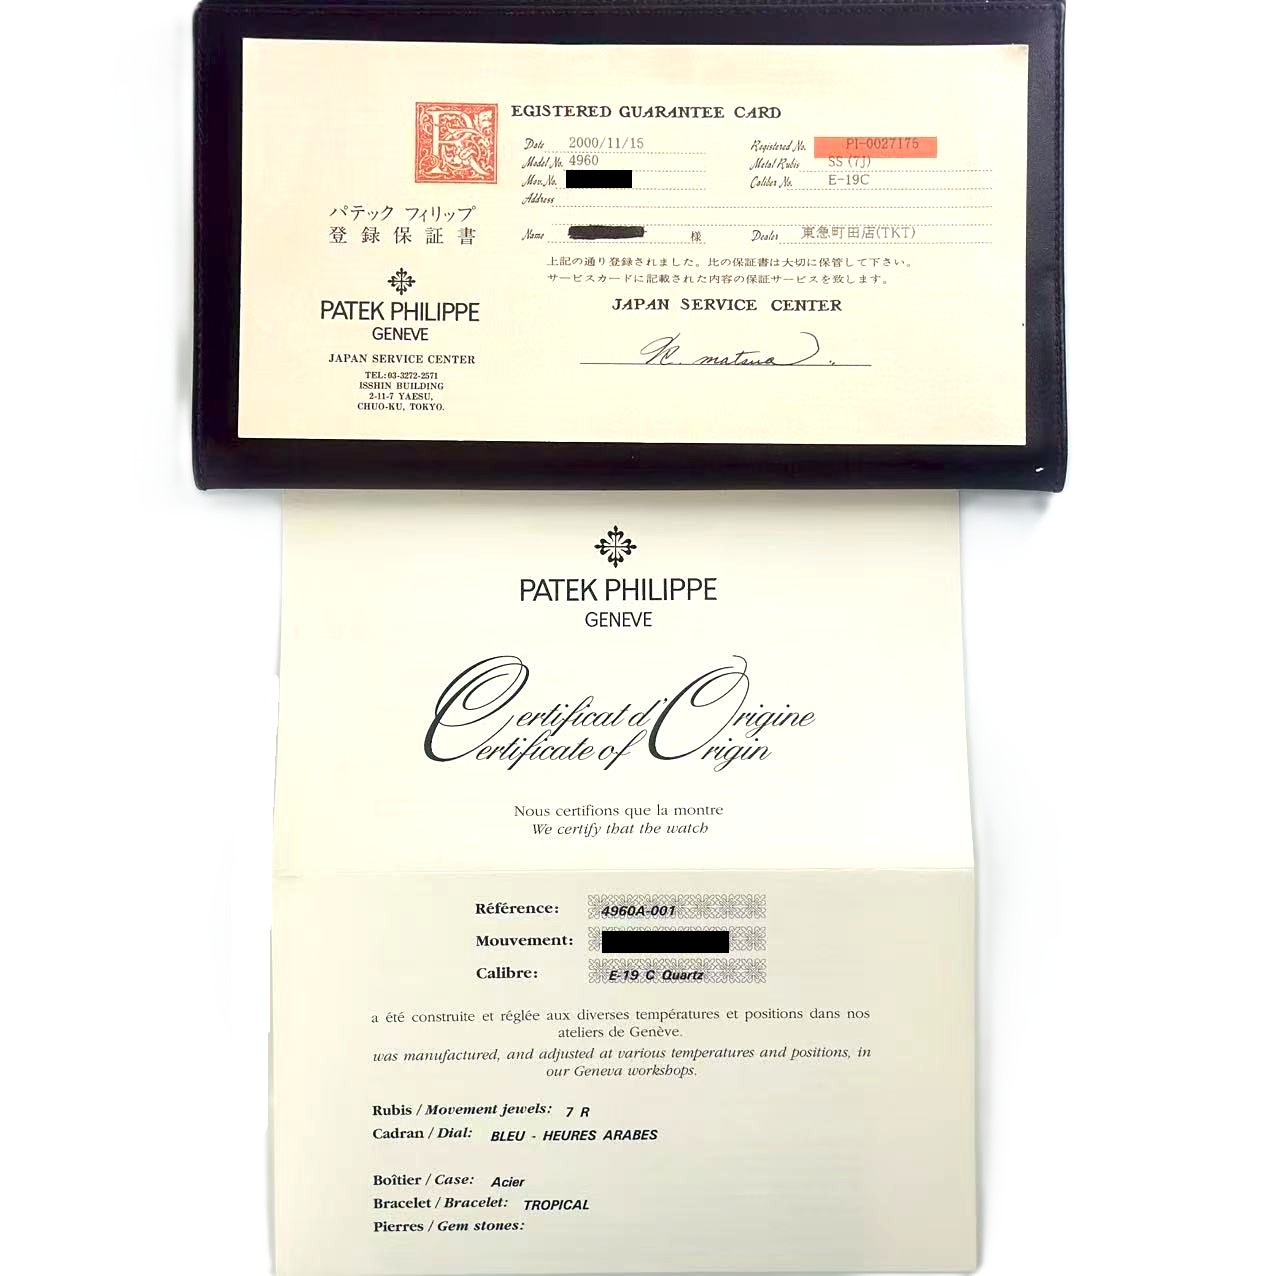 EGISTERED GUARANTEE CARD
Date 2000/11/15 Registered No. PI-0027175
Model No. 4960 Metal Rubis SS (7J)
Mov.No. Caliber No. E-19C
Address
Name 様 Dealer 東急町田店(TKT)
上記の通り登録されました。比の保証書は大切に保管して下さい。
サービスカードに記載された内容の保証サービスを致します。
JAPAN SERVICE CENTER
K. matsua
パテック フィリップ
登録保証書
PATEK PHILIPPE
GENEVE
JAPAN SERVICE CENTER
TEL:03-3272-2571
ISSHIN BUILDING
2-11-7 YAESU,
CHUO-KU, TOKYO.
PATEK PHILIPPE
GENEVE
Certificat d'Origine
Certificate of Origin
Nous certifions que la montre
We certify that the watch
Référence: 4960A-001
Mouvement:
Calibre: E-19 C Quartz
a été construite et réglée aux diverses températures et positions dans nos
ateliers de Genève.
was manufactured, and adjusted at various temperatures and positions, in
our Geneva workshops.
Rubis / Movement jewels: 7 R
Cadran / Dial: BLEU - HEURES ARABES
Boîtier / Case: Acier
Bracelet / Bracelet: TROPICAL
Pierres / Gem stones: